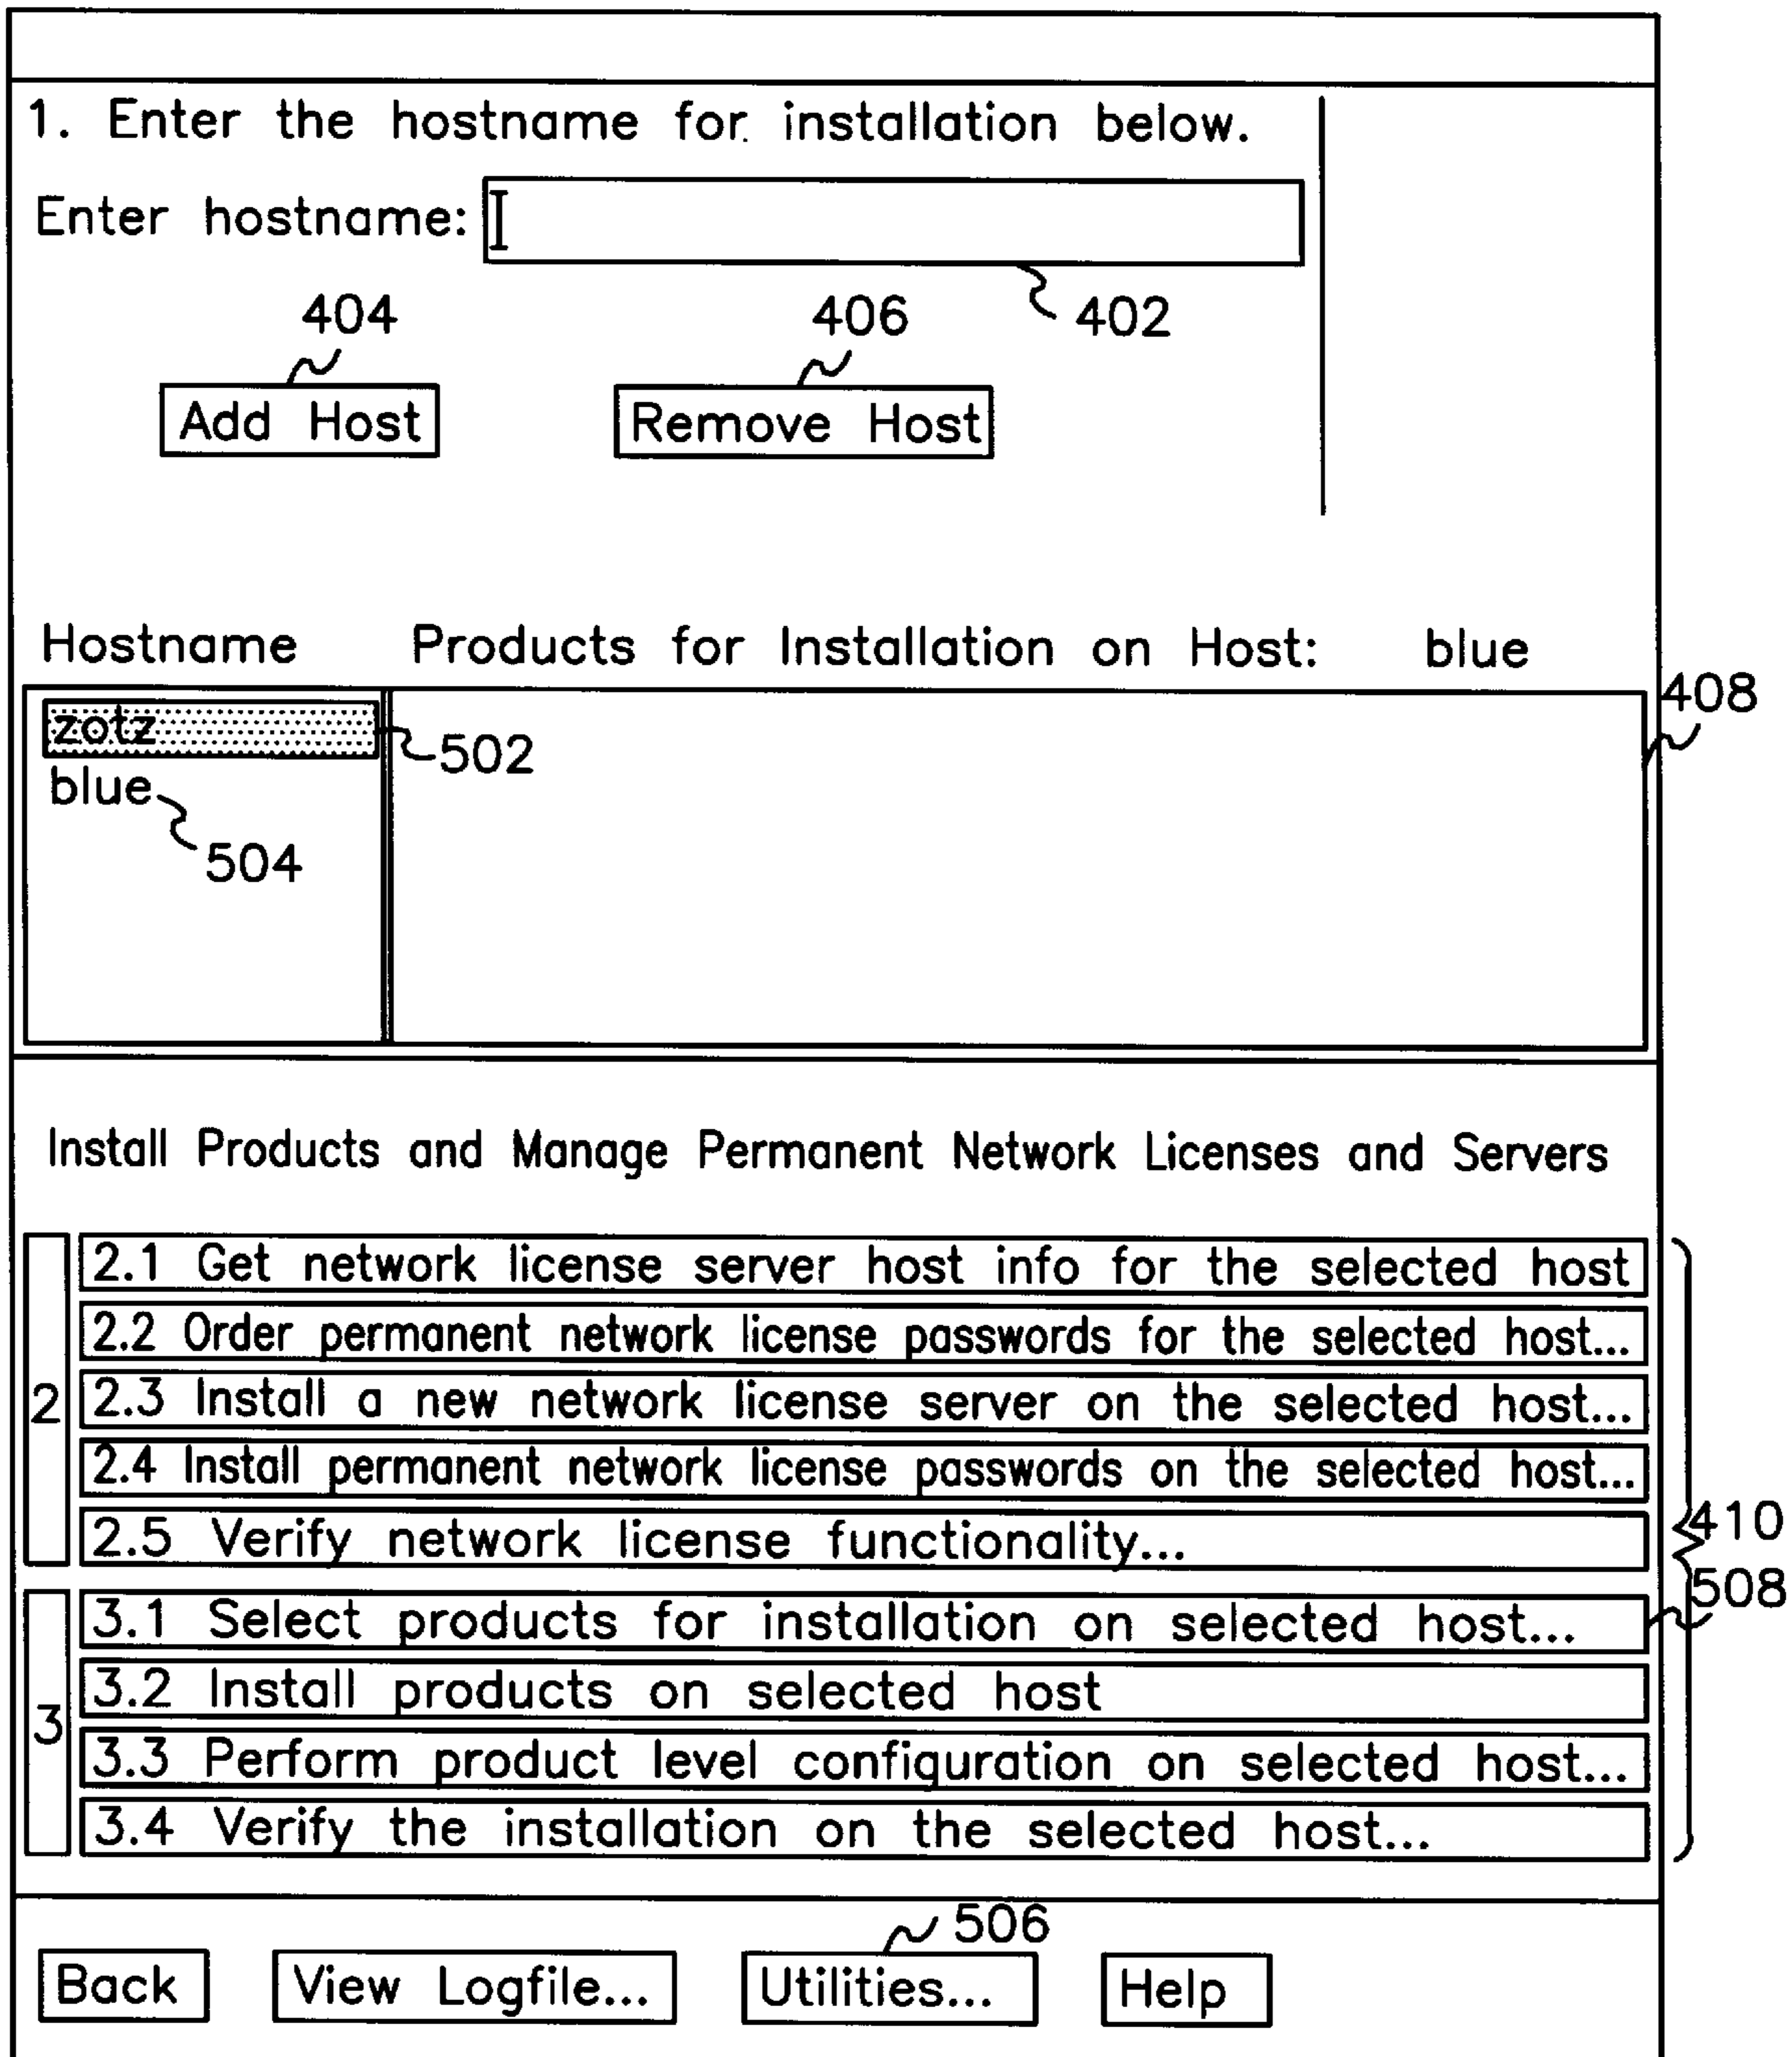 1. Enter the hostname for installation below.
Enter hostname:
402
404 406
Add Host Remove Host
Hostname Products for Installation on Host: blue
408
zotz
502
blue
504
Install Products and Manage Permanent Network Licenses and Servers
2
2.1 Get network license server host info for the selected host
2.2 Order permanent network license passwords for the selected host...
2.3 Install a new network license server on the selected host...
2.4 Install permanent network license passwords on the selected host...
2.5 Verify network license functionality...
410
508
3
3.1 Select products for installation on selected host...
3.2 Install products on selected host
3.3 Perform product level configuration on selected host...
3.4 Verify the installation on the selected host...
506
Back View Logfile... Utilities... Help